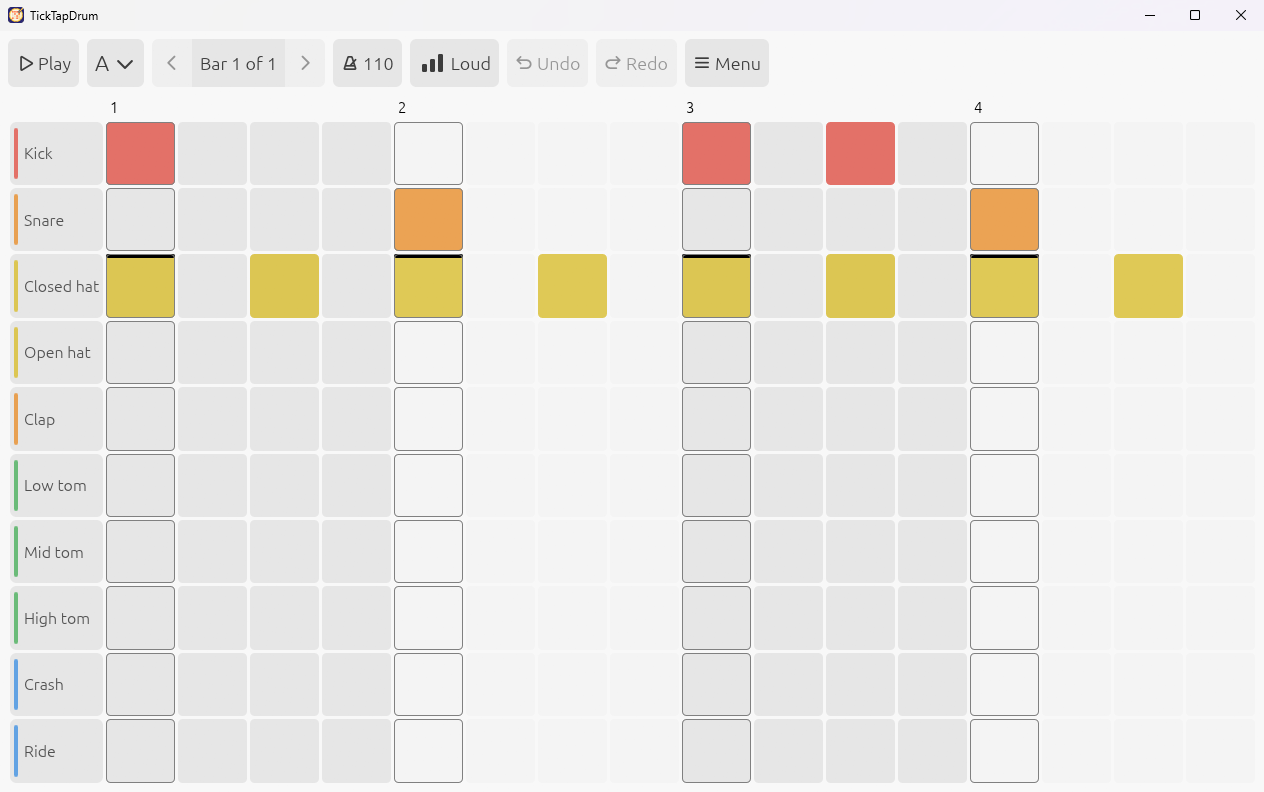 TickTapDrum
Play A Bar 1 of 1 110 Loud Undo Redo Menu
1 2 3 4
Kick
Snare
Closed hat
Open hat
Clap
Low tom
Mid tom
High tom
Crash
Ride